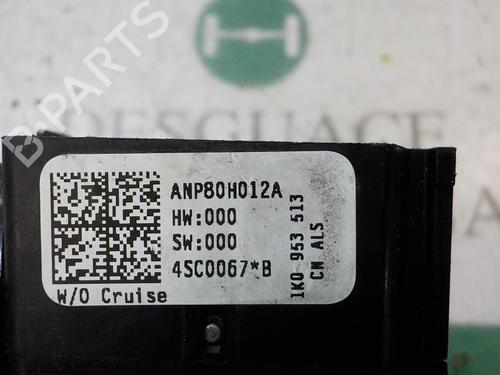 B-PARTS
DESGUACE
ANP80H012A
HW:000
SW:000
4SC0067*B
W/O Cruise
1K0 953 513
CN ALS